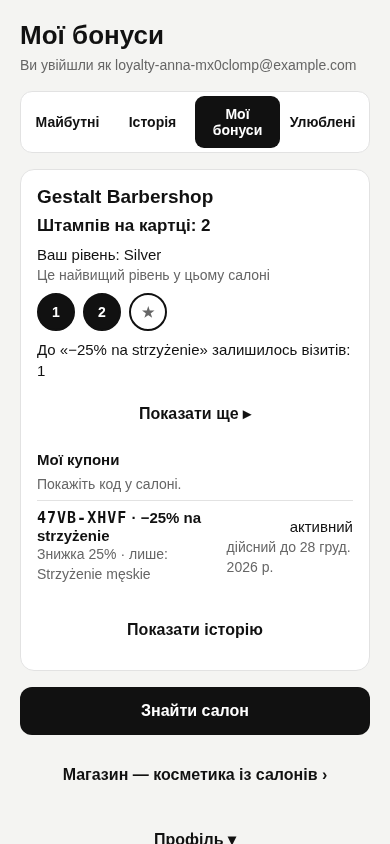 Мої бонуси
Ви увійшли як loyalty-anna-mx0clomp@example.com
Майбутні
Історія
Мої
бонуси
Улюблені
Gestalt Barbershop
Штампів на картці: 2
Ваш рівень: Silver
Це найвищий рівень у цьому салоні
1 2 ★
До «−25% na strzyżenie» залишилось візитів:
1
Показати ще ▸
Мої купони
Покажіть код у салоні.
47VB-XHVF · −25% na
strzyżenie
Знижка 25% · лише:
Strzyżenie męskie
активний
дійсний до 28 груд.
2026 р.
Показати історію
Знайти салон
Магазин — косметика із салонів ›
Профіль ▾